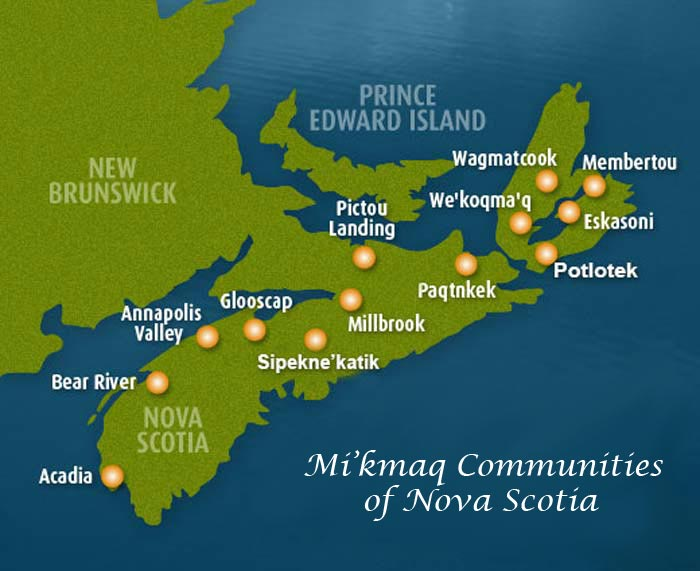 PRINCE
EDWARD ISLAND
NEW
BRUNSWICK
Wagmatcook
Membertou
We'koqma'q
Eskasoni
Pictou
Landing
Potlotek
Paqtnkek
Glooscap
Annapolis
Valley
Millbrook
Sipekne'katik
Bear River
NOVA
SCOTIA
Acadia
Mi'kmaq Communities
of Nova Scotia